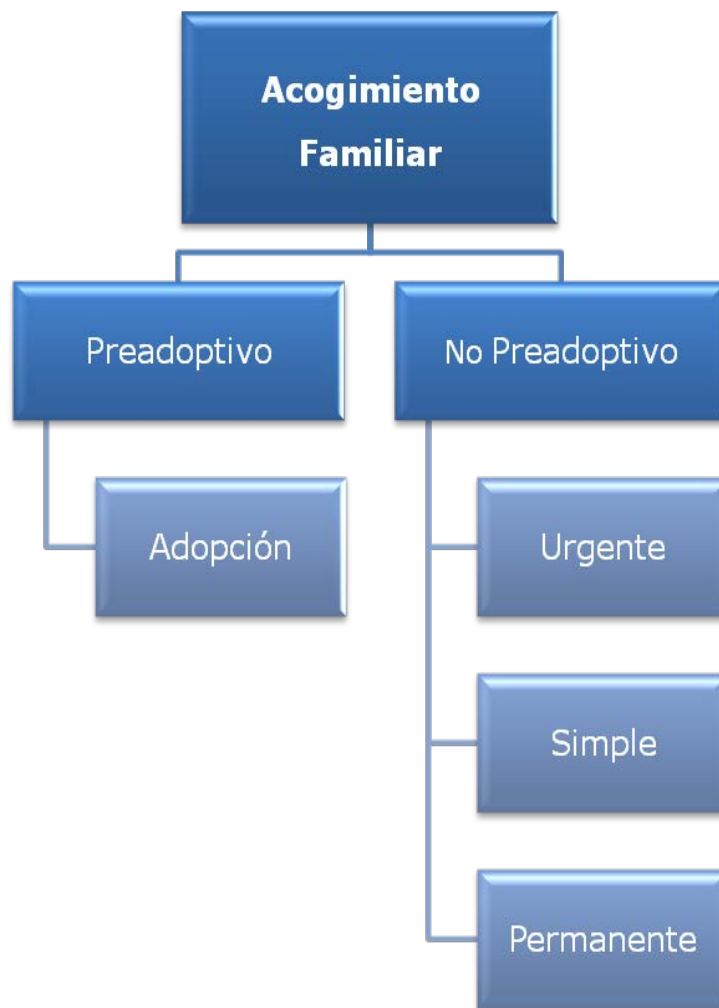 Acogimiento
Familiar
Preadoptivo
No Preadoptivo
Adopción
Urgente
Simple
Permanente